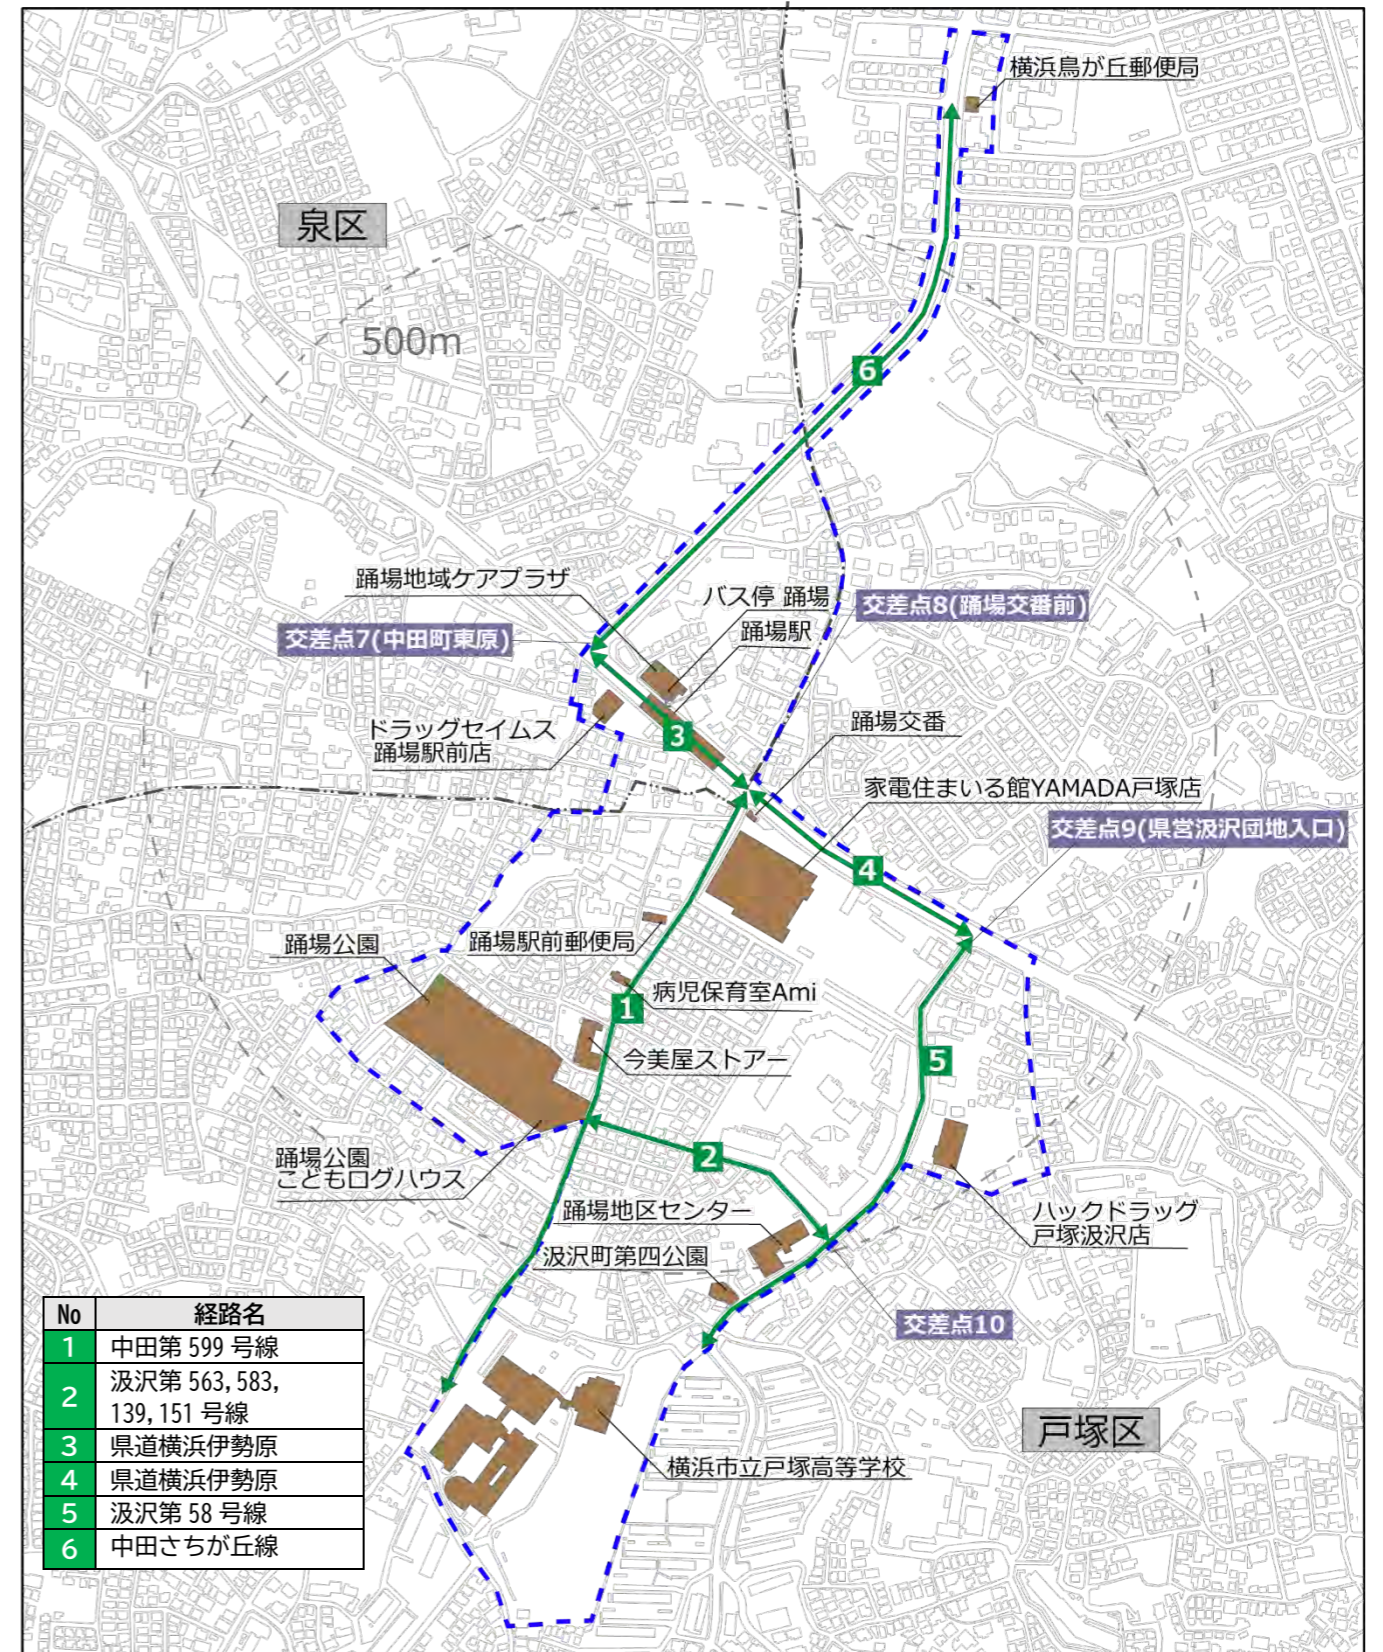 横浜鳥が丘郵便局
泉区
500m
6
踊場地域ケアプラザ
バス停 踊場
交差点8(踊場交番前)
交差点7(中田町東原)
踊場駅
ドラッグセイムス
踊場駅前店
3
踊場交番
家電住まいる館YAMADA戸塚店
交差点9(県営汲沢団地入口)
4
踊場公園
踊場駅前郵便局
病児保育室Ami
1
今美屋ストアー
5
踊場公園
こどもログハウス
2
踊場地区センター
ハックドラッグ
戸塚汲沢店
汲沢町第四公園
交差点10
戸塚区
横浜市立戸塚高等学校
No 経路名
1 中田第 599 号線
2 汲沢第 563, 583,
139, 151 号線
3 県道横浜伊勢原
4 県道横浜伊勢原
5 汲沢第 58 号線
6 中田さちが丘線